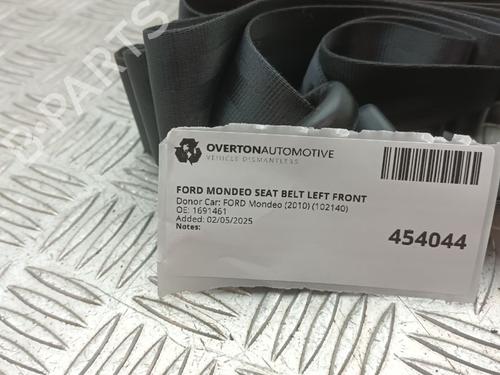 OVERTONAUTOMOTIVE
VEHICLE DISMANTLERS
FORD MONDEO SEAT BELT LEFT FRONT
Donor Car: FORD Mondeo (2010) (102140)
OE: 1691461
Added: 02/05/2025
Notes:
454044